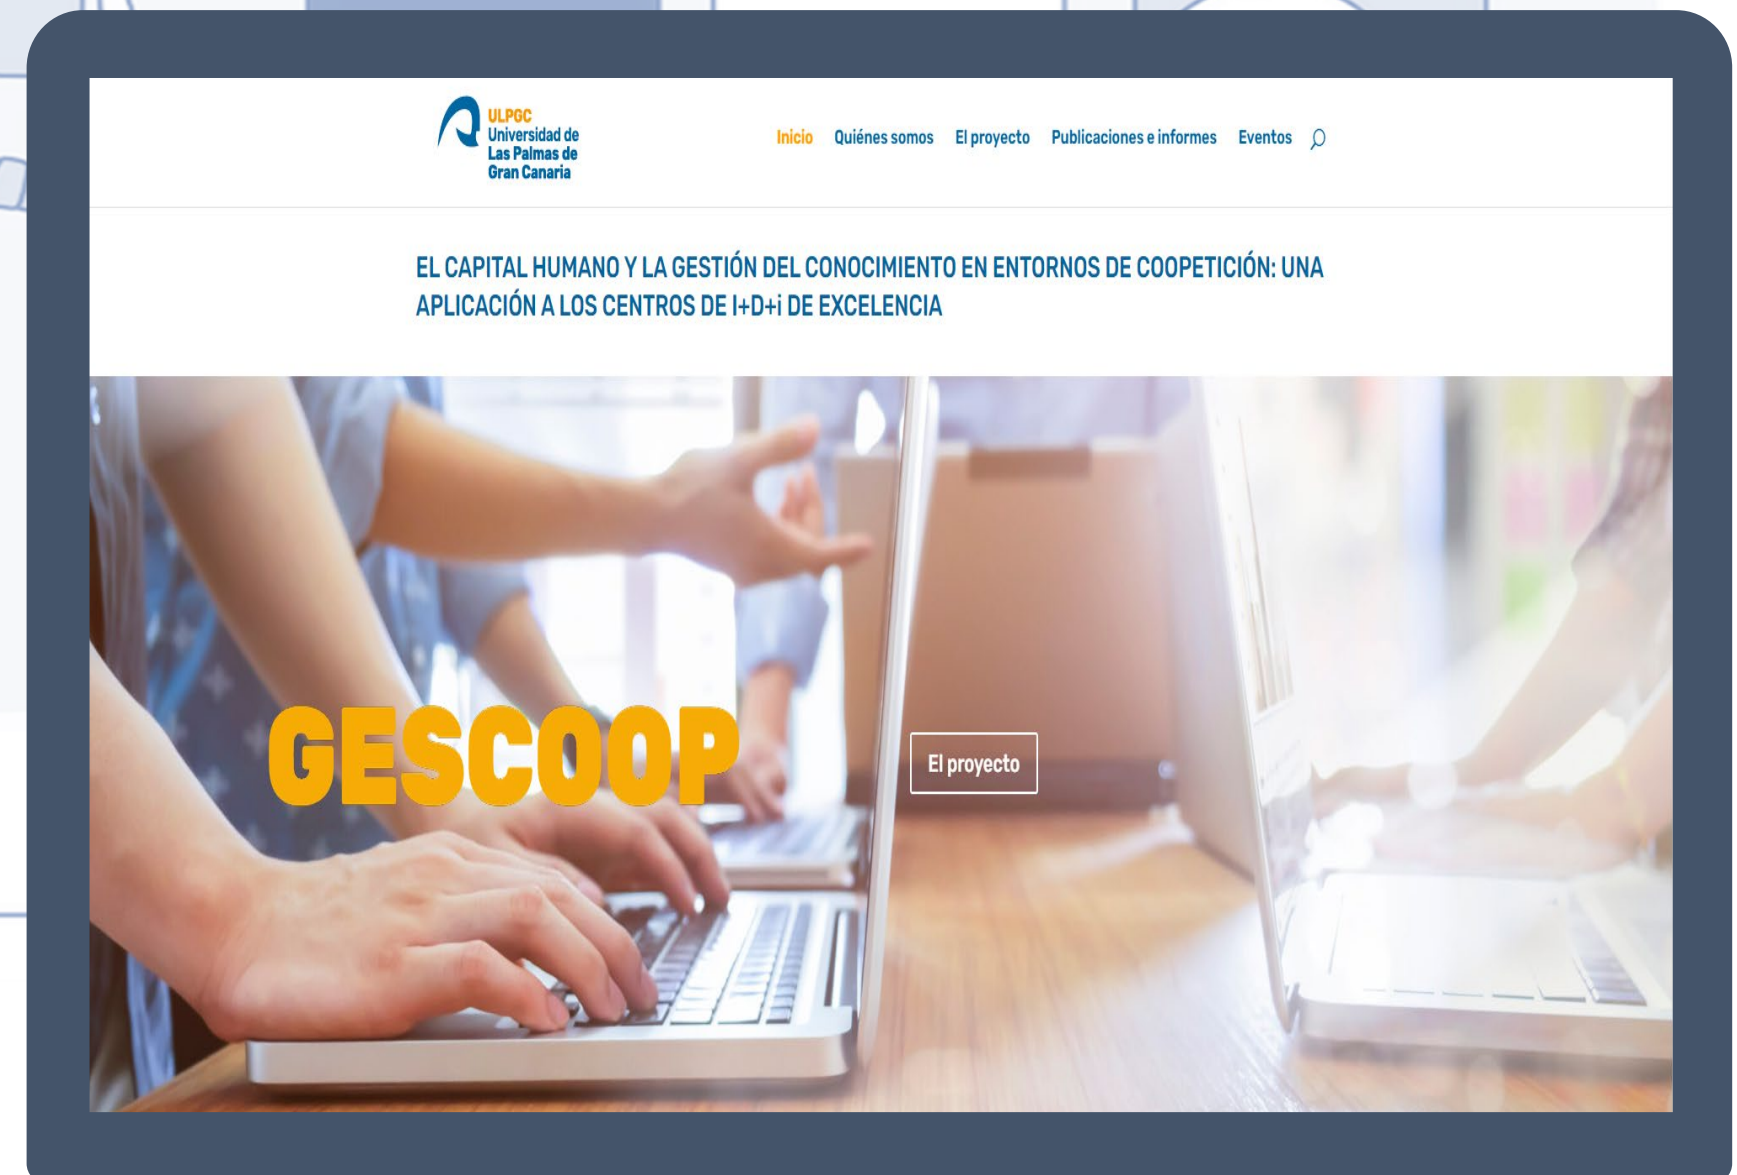 ULPGC
Universidad de
Las Palmas de
Gran Canaria
Inicio Quiénes somos El proyecto Publicaciones e informes Eventos
EL CAPITAL HUMANO Y LA GESTIÓN DEL CONOCIMIENTO EN ENTORNOS DE COOPETICIÓN: UNA
APLICACIÓN A LOS CENTROS DE I+D+i DE EXCELENCIA
GESCOOP
El proyecto